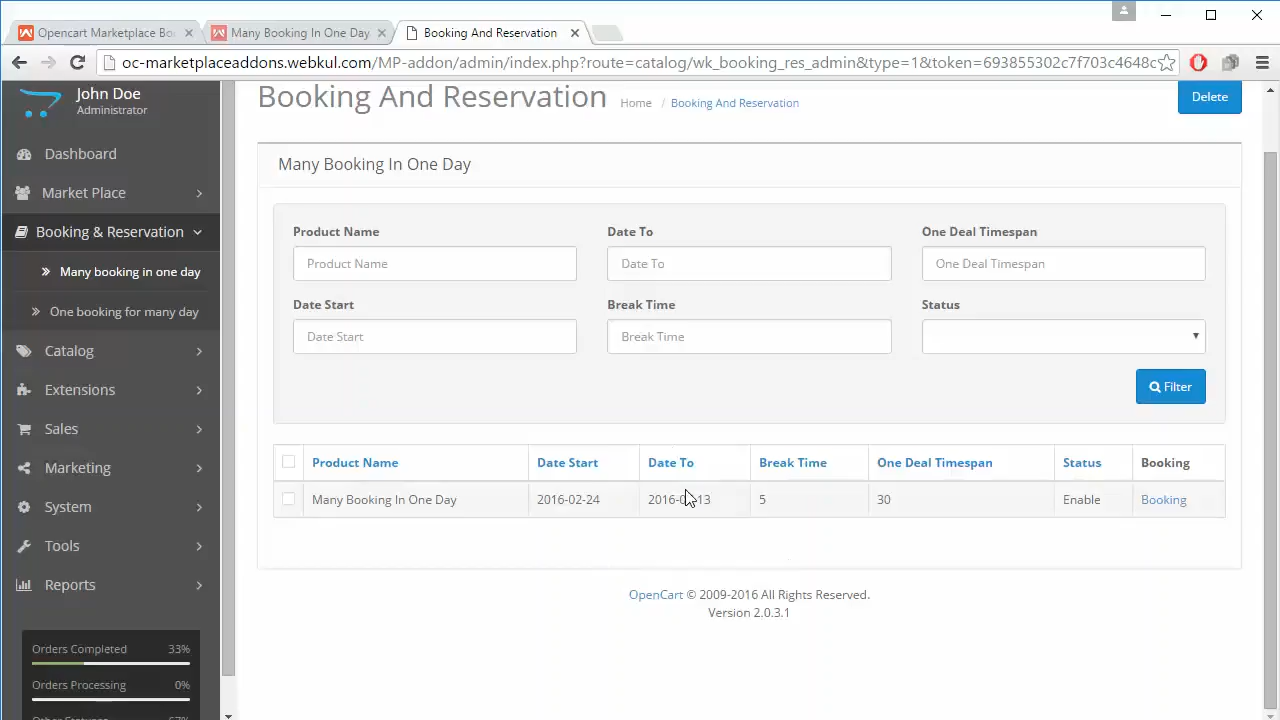 Opencart Marketplace Bo
Many Booking In One Day
Booking And Reservation
oc-marketplaceaddons.webkul.com/MP-addon/admin/index.php?route=catalog/wk_booking_res_admin&type=1&token=693855302c7f703c4648c
John Doe
Administrator
Dashboard
Market Place
Booking & Reservation
Many booking in one day
One booking for many day
Catalog
Extensions
Sales
Marketing
System
Tools
Reports
Orders Completed 33%
Orders Processing 0%
Booking And Reservation Home / Booking And Reservation Delete
Many Booking In One Day
Product Name Date To One Deal Timespan
Product Name Date To One Deal Timespan
Date Start Break Time Status
Date Start Break Time
Filter
Product Name Date Start Date To Break Time One Deal Timespan Status Booking
Many Booking In One Day 2016-02-24 5 30 Enable Booking
OpenCart © 2009-2016 All Rights Reserved.
Version 2.0.3.1